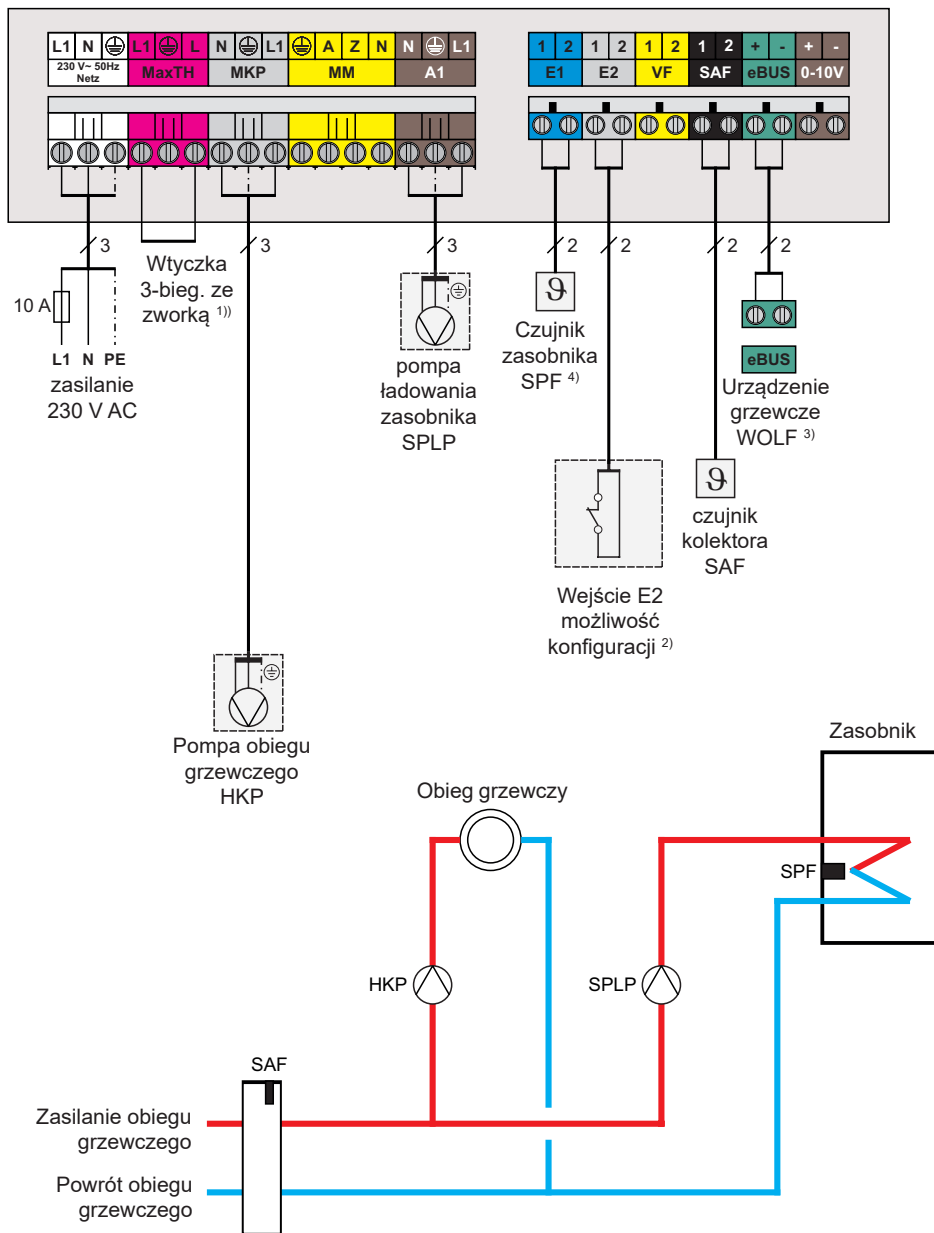 L1 N L1 L N L1 A Z N N L1
230 V~ 50Hz
Netz
MaxTH
MKP
MM
A1
1 2 1 2 1 2 1 2 + - + -
E1 E2 VF SAF eBUS 0-10V
3 3 3 2 2 2 2
10 A
L1 N PE
zasilanie
230 V AC
Wtyczka
3-bieg. ze
zworką 1))
pompa
ładowania
zasobnika
SPLP
ϑ
Czujnik
zasobnika
SPF 4)
eBUS
Urządzenie
grzewcze
WOLF 3)
ϑ
czujnik
kolektora
SAF
Wejście E2
możliwość
konfiguracji 2)
Pompa obiegu
grzewczego
HKP
Zasobnik
Obieg grzewczy
SPF
HKP
SPLP
SAF
Zasilanie obiegu
grzewczego
Powrót obiegu
grzewczego